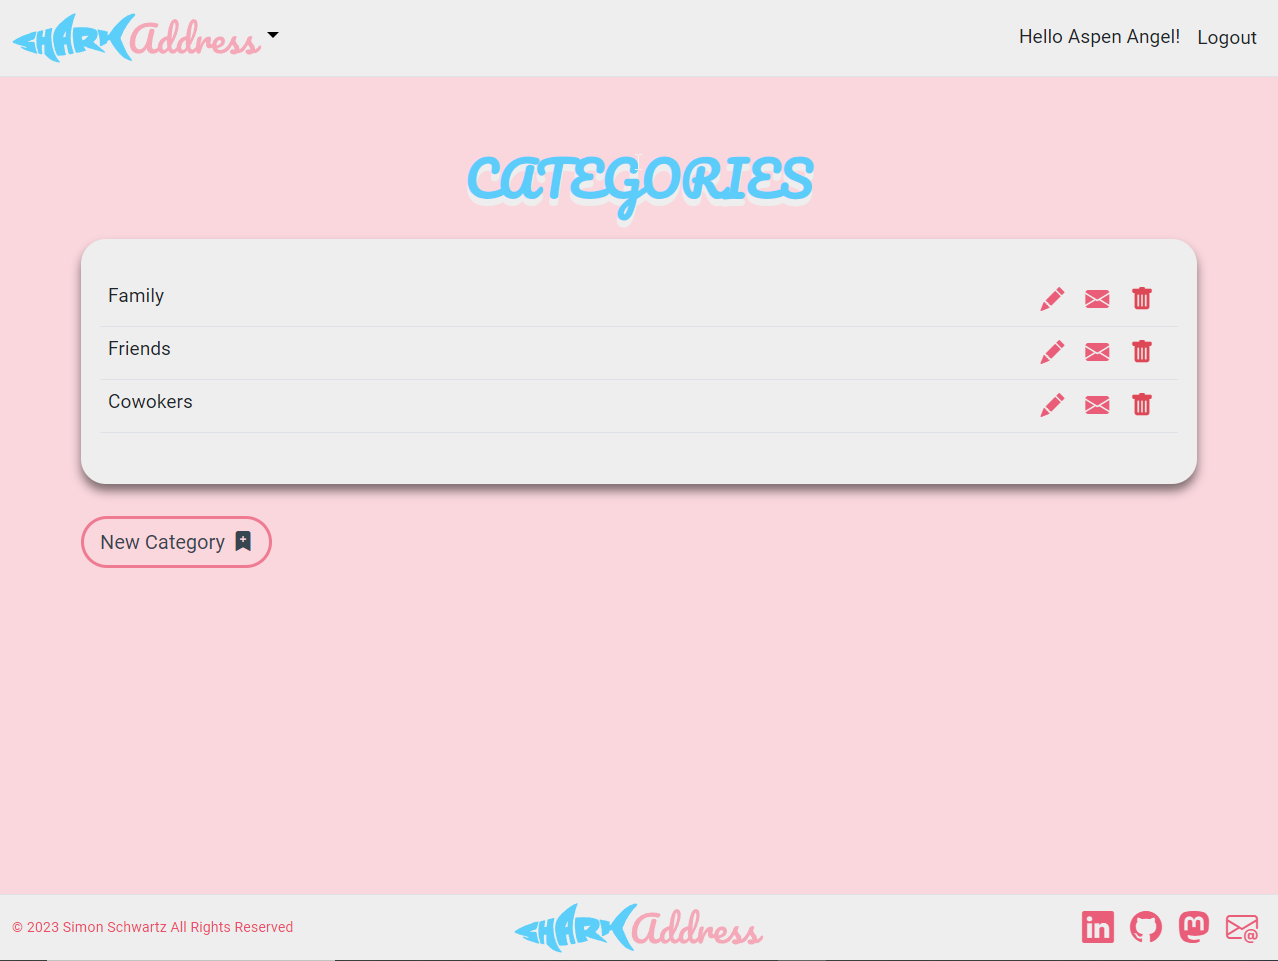 SHARK Address
Hello Aspen Angel! Logout
CATEGORIES
Family
Friends
Cowokers
New Category
© 2023 Simon Schwartz All Rights Reserved
SHARK Address